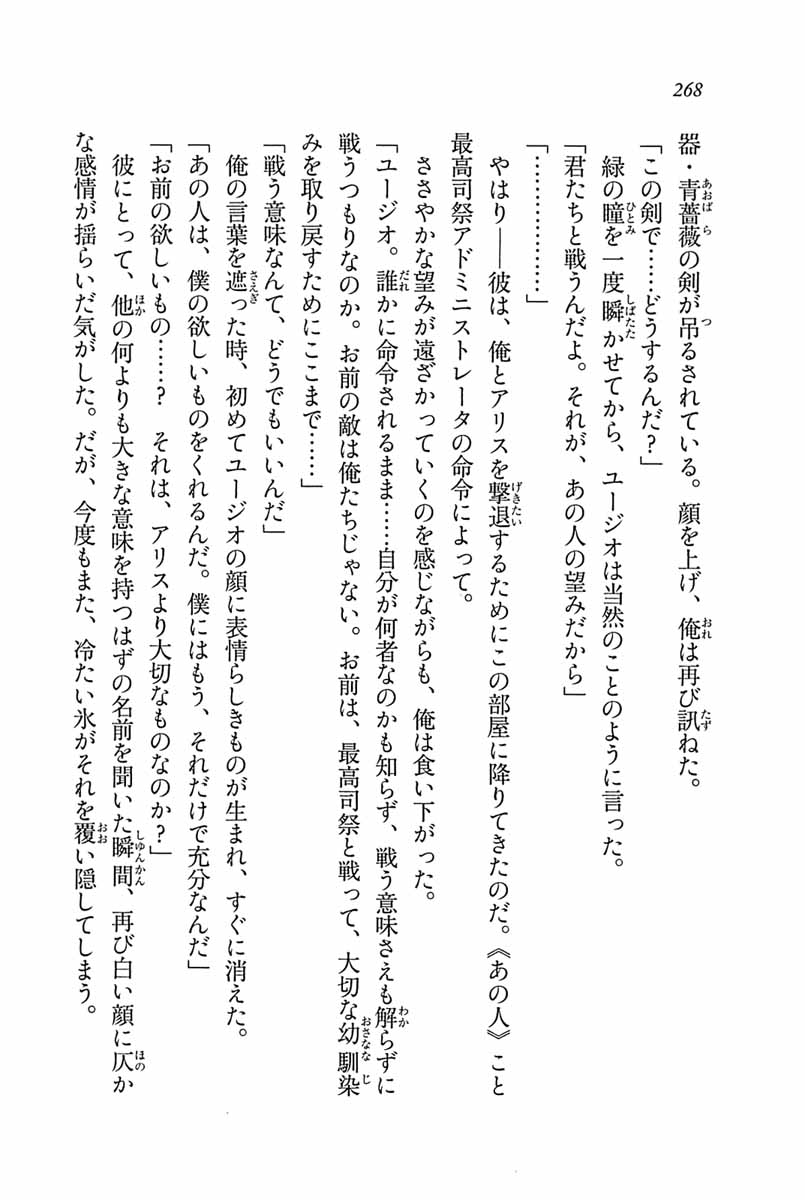 268
器・青薔薇の剣が吊るされている。顔を上げ、俺は再び訊ねた。
「この剣で……どうするんだ？」
緑の瞳を一度瞬かせてから、ユージオは当然のことのように言った。
「君たちと戦うんだよ。それが、あの人の望みだから」
「………………」
やはり――彼は、俺とアリスを撃退するためにこの部屋に降りてきたのだ。《あの人》こと
最高司祭アドミニストレータの命令によって。
ささやかな望みが遠ざかっていくのを感じながらも、俺は食い下がった。
「ユージオ。誰かに命令されるまま……自分が何者なのかも知らず、戦う意味さえも解らずに
戦うつもりなのか。お前の敵は俺たちじゃない。お前は、最高司祭と戦って、大切な幼馴染
みを取り戻すためにここまで……」
「戦う意味なんて、どうでもいいんだ」
俺の言葉を遮った時、初めてユージオの顔に表情らしきものが生まれ、すぐに消えた。
「あの人は、僕の欲しいものをくれるんだ。僕にはもう、それだけで充分なんだ」
「お前の欲しいもの……？　それは、アリスより大切なものなのか？」
彼にとって、他の何よりも大きな意味を持つはずの名前を聞いた瞬間、再び白い顔に仄か
な感情が揺らいだ気がした。だが、今度もまた、冷たい氷がそれを覆い隠してしまう。